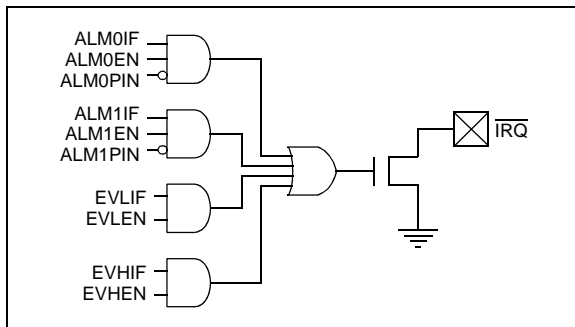 ALM0IF
ALM0EN
ALM0PIN
ALM1IF
ALM1EN
ALM1PIN
EVLIF
EVLEN
EVHIF
EVHEN
IRQ